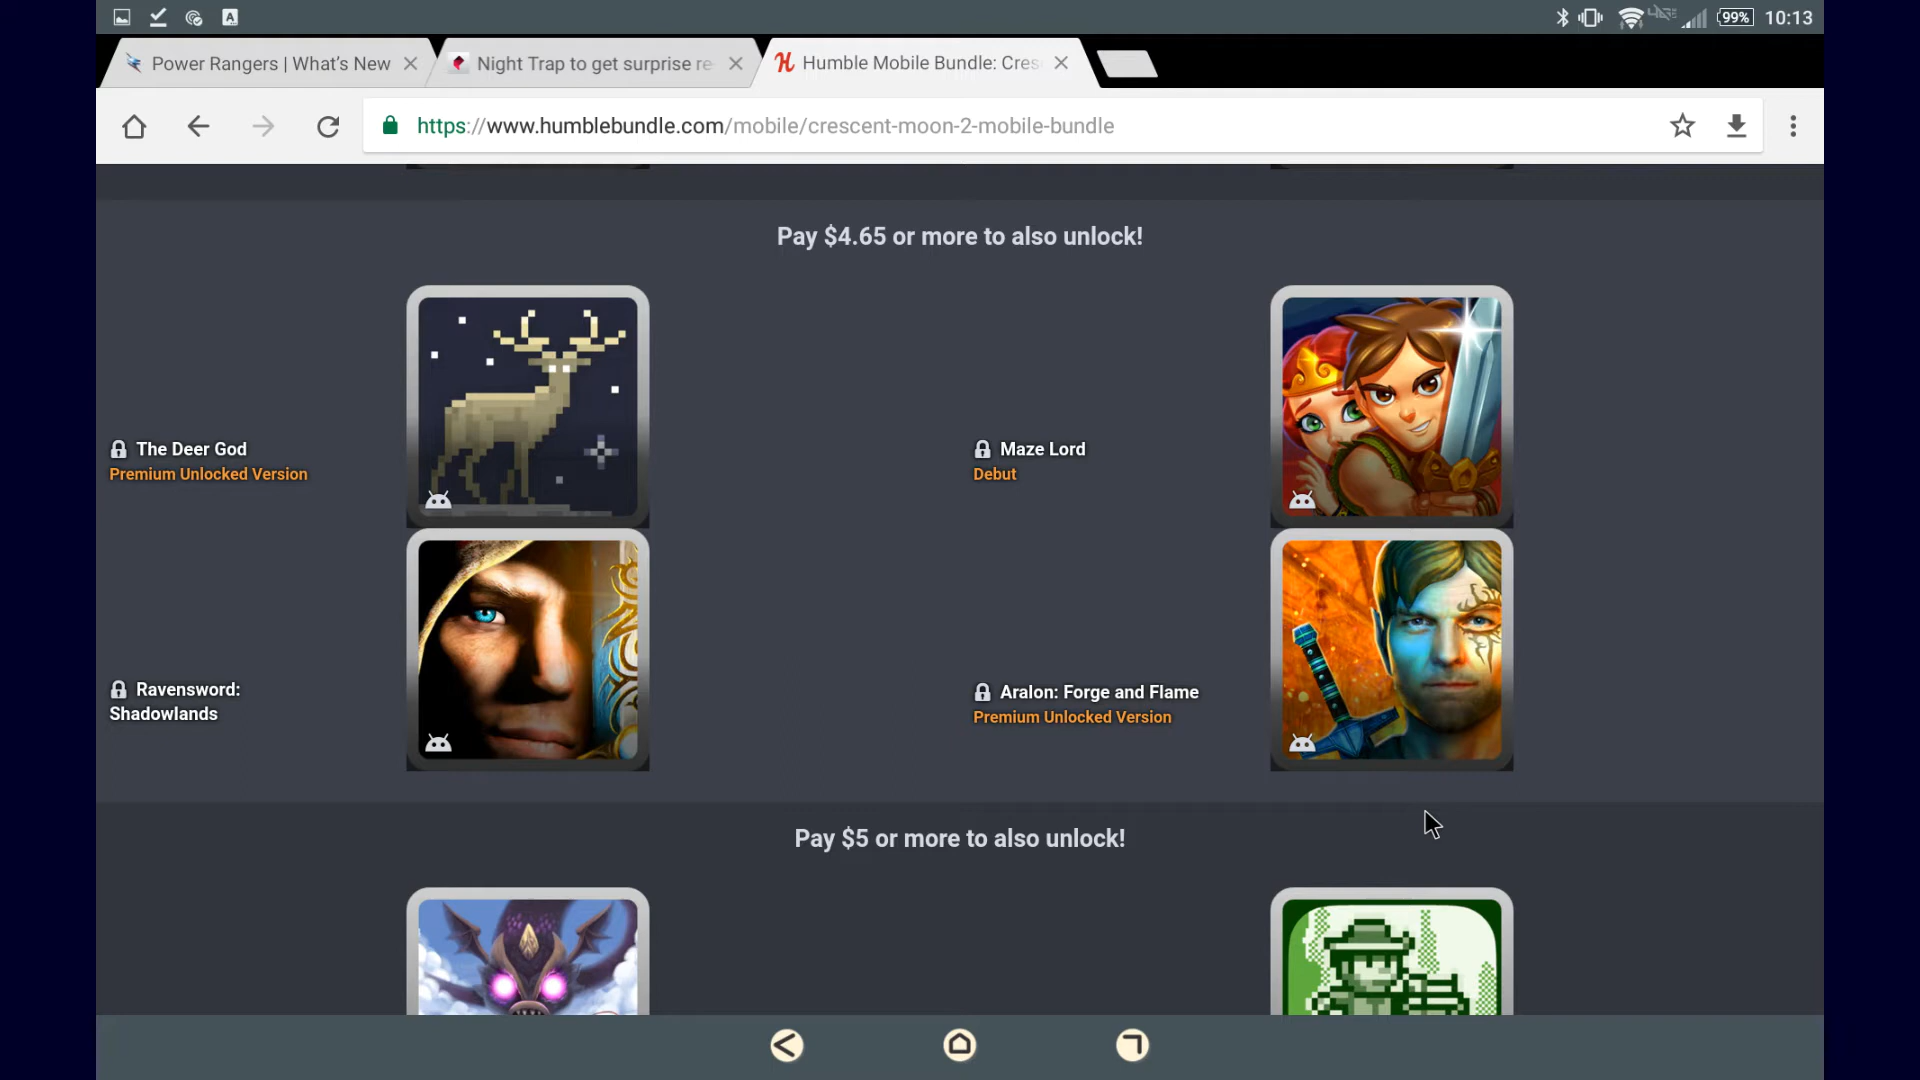 99%
10:13
Power Rangers | What's New
Night Trap to get surprise re
Humble Mobile Bundle: Cres
https://www.humblebundle.com/mobile/crescent-moon-2-mobile-bundle
Pay $4.65 or more to also unlock!
The Deer God
Premium Unlocked Version
Maze Lord
Debut
Ravensword:
Shadowlands
Aralon: Forge and Flame
Premium Unlocked Version
Pay $5 or more to also unlock!